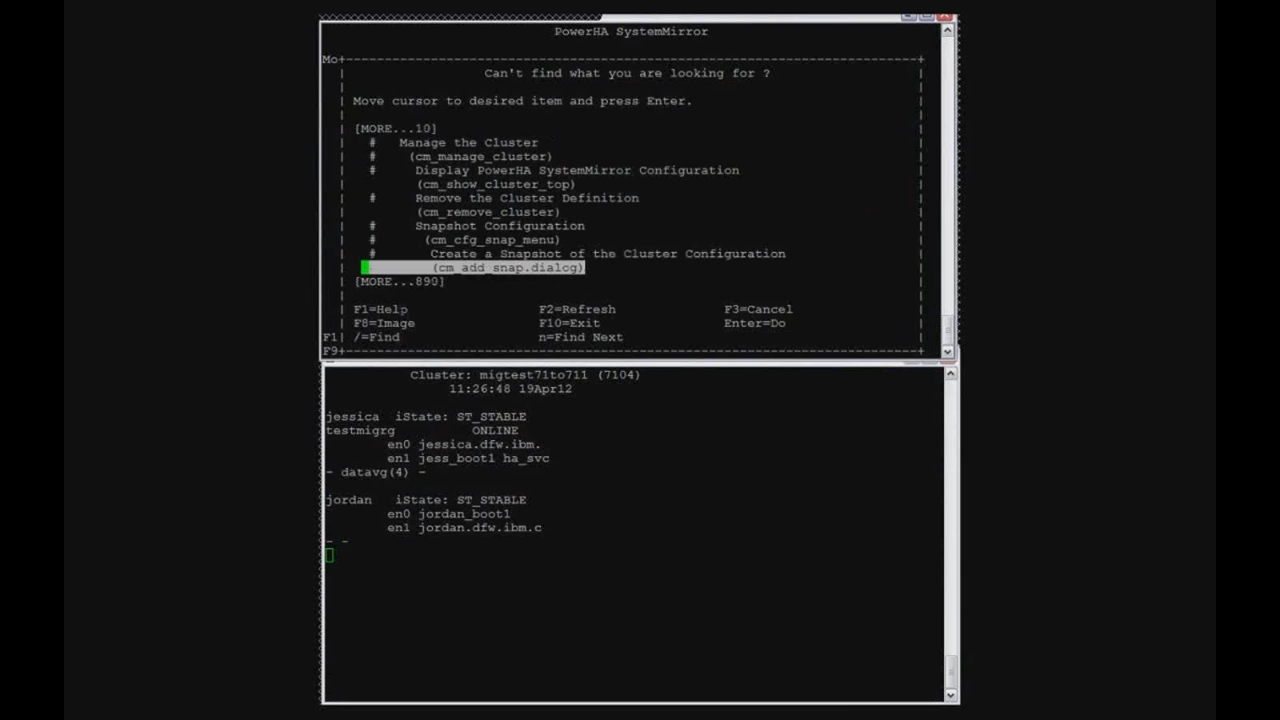 PowerHA SystemMirror
Mo
Can't find what you are looking for ?
Move cursor to desired item and press Enter.
[MORE...10]
# Manage the Cluster
# (cm_manage_cluster)
# Display PowerHA SystemMirror Configuration
(cm_show_cluster_top)
# Remove the Cluster Definition
(cm_remove_cluster)
# Snapshot Configuration
# (cm_cfg_snap_menu)
# Create a Snapshot of the Cluster Configuration
(cm_add_snap.dialog)
[MORE...890]
F1=Help F2=Refresh F3=Cancel
F8=Image F10=Exit Enter=Do
F1 /=Find n=Find Next
F9
Cluster: migtest71to711 (7104)
11:26:48 19Apr12
jessica iState: ST_STABLE
testmigrg ONLINE
en0 jessica.dfw.ibm.
en1 jess_boot1 ha_svc
- datavg(4) -
jordan iState: ST_STABLE
en0 jordan_boot1
en1 jordan.dfw.ibm.c
- -